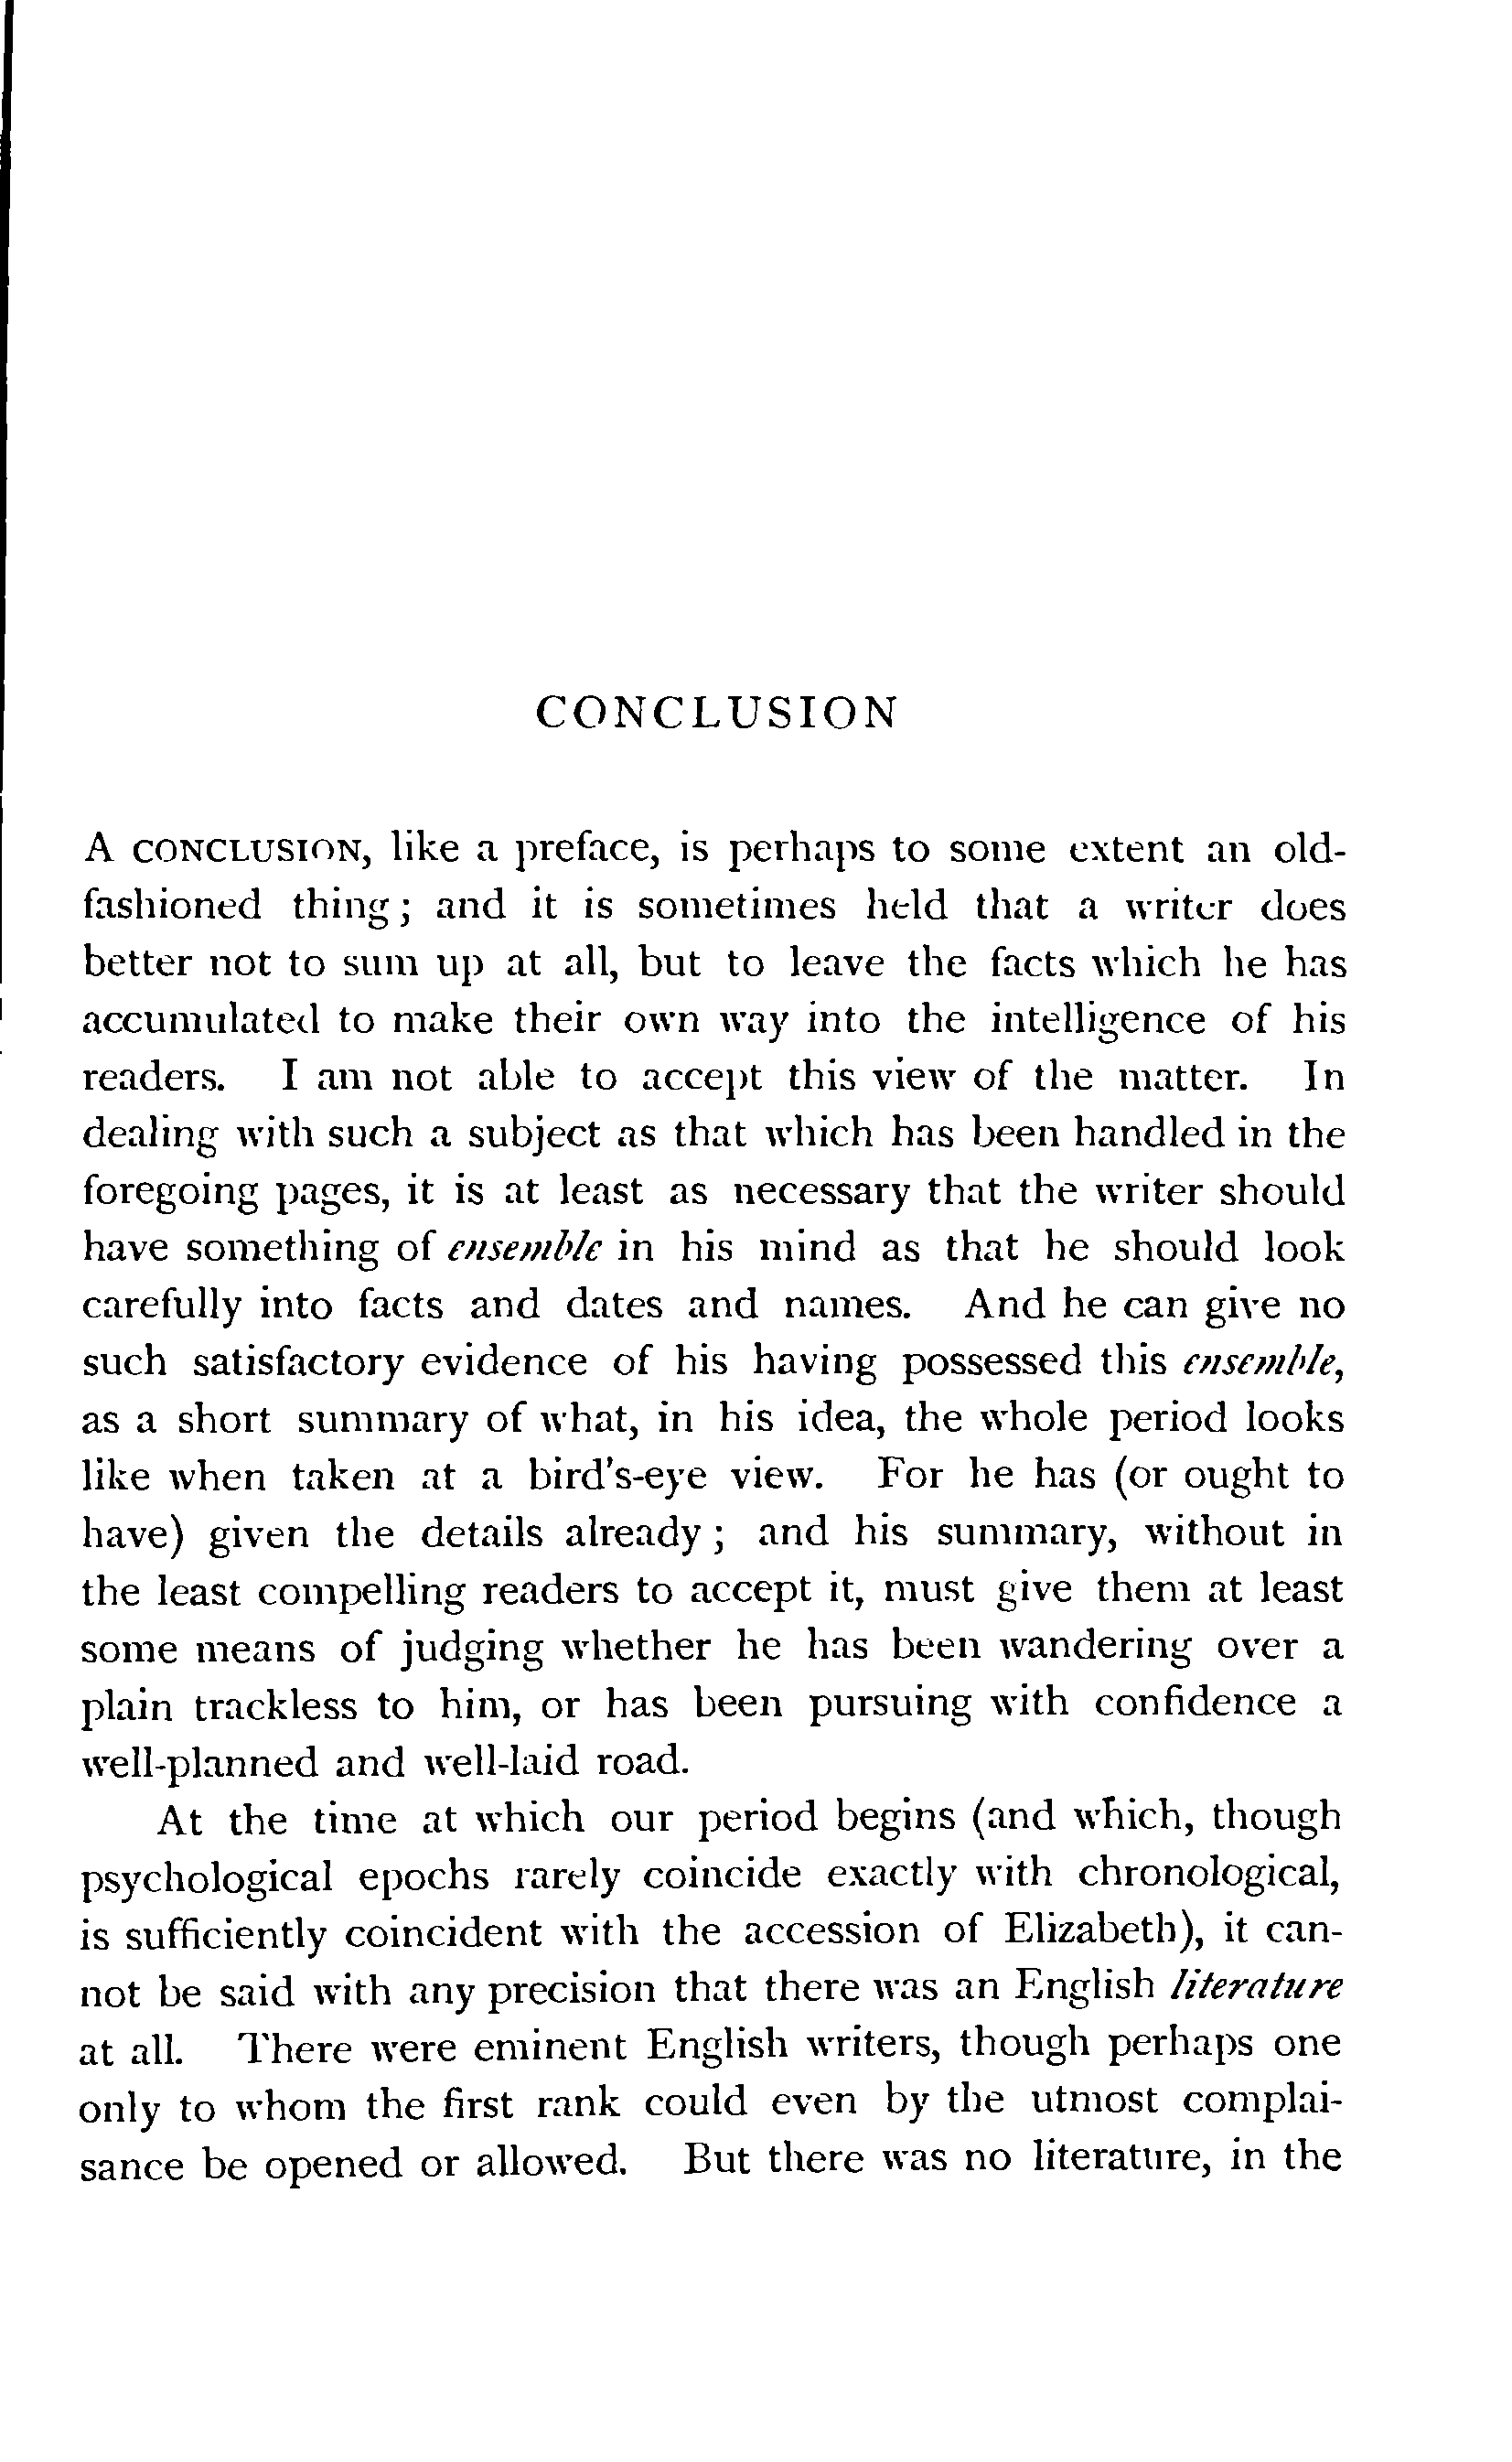 CONCLUSION
A CONCLUSION, like a preface, is perhaps to some extent an old-
fashioned thing; and it is sometimes held that a writer does
better not to sum up at all, but to leave the facts which he has
accumulated to make their own way into the intelligence of his
readers. I am not able to accept this view of the matter. In
dealing with such a subject as that which has been handled in the
foregoing pages, it is at least as necessary that the writer should
have something of ensemble in his mind as that he should look
carefully into facts and dates and names. And he can give no
such satisfactory evidence of his having possessed this ensemble,
as a short summary of what, in his idea, the whole period looks
like when taken at a bird's-eye view. For he has (or ought to
have) given the details already; and his summary, without in
the least compelling readers to accept it, must give them at least
some means of judging whether he has been wandering over a
plain trackless to him, or has been pursuing with confidence a
well-planned and well-laid road.
At the time at which our period begins (and which, though
psychological epochs rarely coincide exactly with chronological,
is sufficiently coincident with the accession of Elizabeth), it can-
not be said with any precision that there was an English literature
at all. There were eminent English writers, though perhaps one
only to whom the first rank could even by the utmost complai-
sance be opened or allowed. But there was no literature, in the